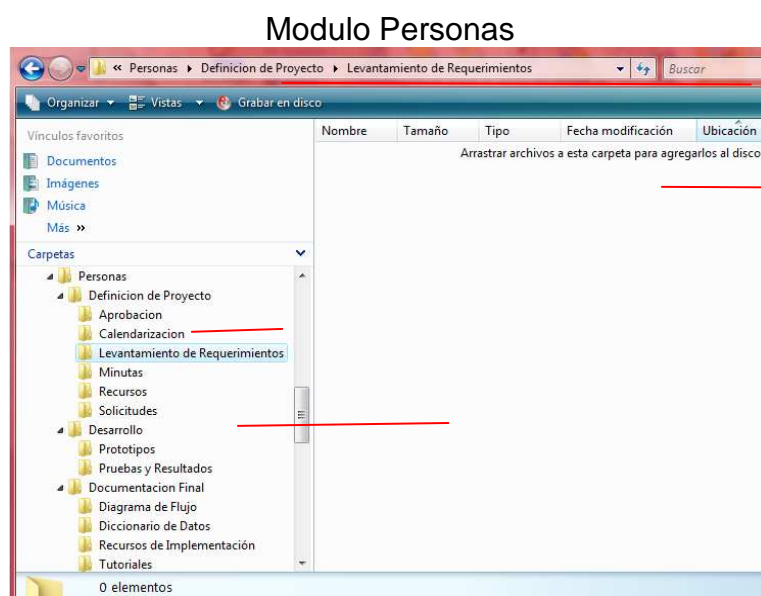 Modulo Personas
« Personas ▸ Definicion de Proyecto ▸ Levantamiento de Requerimientos Buscar
Organizar Vistas Grabar en disco
Vínculos favoritos
Documentos
Imágenes
Música
Más »
Carpetas
Personas
Definicion de Proyecto
Aprobacion
Calendarizacion
Levantamiento de Requerimientos
Minutas
Recursos
Solicitudes
Desarrollo
Prototipos
Pruebas y Resultados
Documentacion Final
Diagrama de Flujo
Diccionario de Datos
Recursos de Implementación
Tutoriales
Nombre Tamaño Tipo Fecha modificación Ubicación
Arrastrar archivos a esta carpeta para agregarlos al disco
0 elementos